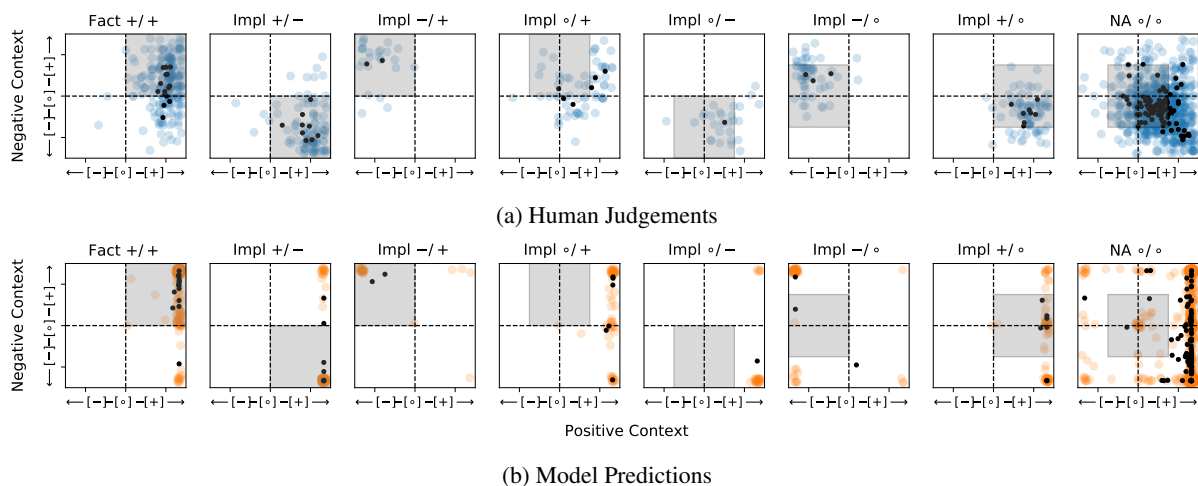 Fact +/+ Impl +/− Impl −/+ Impl ∘/+ Impl ∘/− Impl −/∘ Impl +/∘ NA ∘/∘
Negative Context
← [−]–[∘]–[+] →
← [−]–[∘]–[+] → ← [−]–[∘]–[+] → ← [−]–[∘]–[+] → ← [−]–[∘]–[+] → ← [−]–[∘]–[+] → ← [−]–[∘]–[+] → ← [−]–[∘]–[+] → ← [−]–[∘]–[+] →
(a) Human Judgements
Fact +/+ Impl +/− Impl −/+ Impl ∘/+ Impl ∘/− Impl −/∘ Impl +/∘ NA ∘/∘
Negative Context
← [−]–[∘]–[+] →
← [−]–[∘]–[+] → ← [−]–[∘]–[+] → ← [−]–[∘]–[+] → ← [−]–[∘]–[+] → ← [−]–[∘]–[+] → ← [−]–[∘]–[+] → ← [−]–[∘]–[+] → ← [−]–[∘]–[+] →
Positive Context
(b) Model Predictions